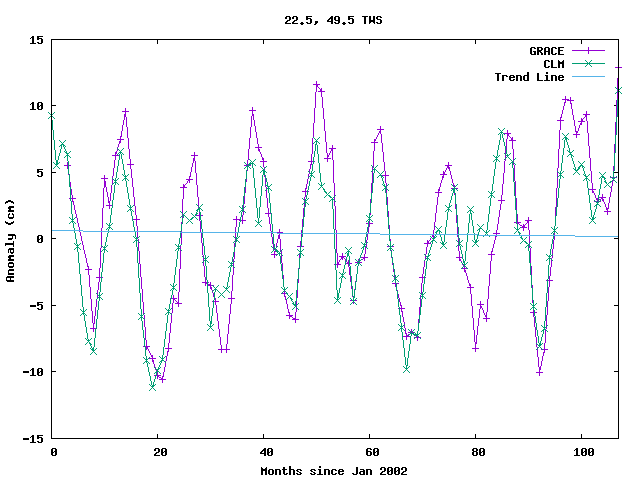 22.5, 49.5 TWS
GRACE
CLM
Trend Line
15
10
5
0
-5
-10
-15
Anomaly (cm)
0 20 40 60 80 100
Months since Jan 2002